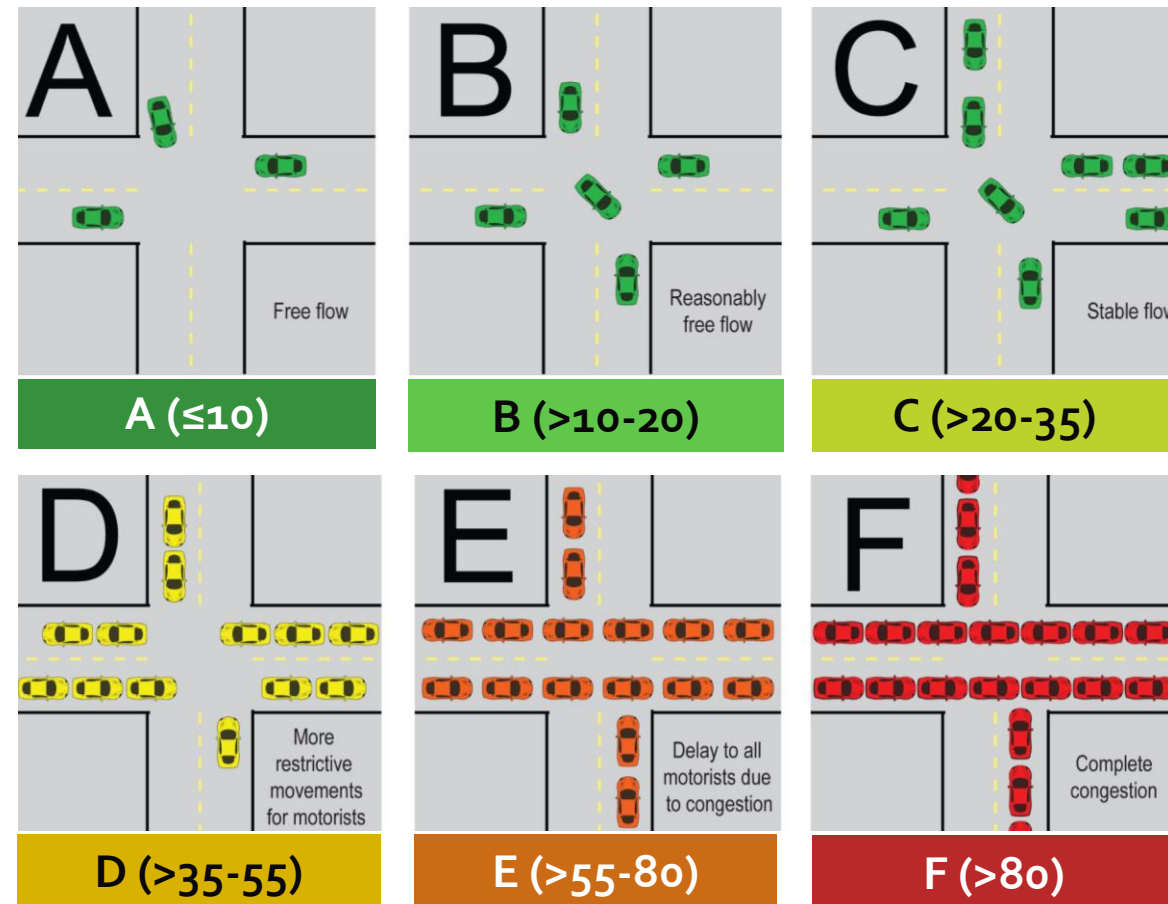 A
B
C
Free flow
Reasonably
free flow
Stable flow
A (≤10)
B (>10-20)
C (>20-35)
D
E
F
More
restrictive
movements
for motorists
Delay to all
motorists due
to congestion
Complete
congestion
D (>35-55)
E (>55-80)
F (>80)